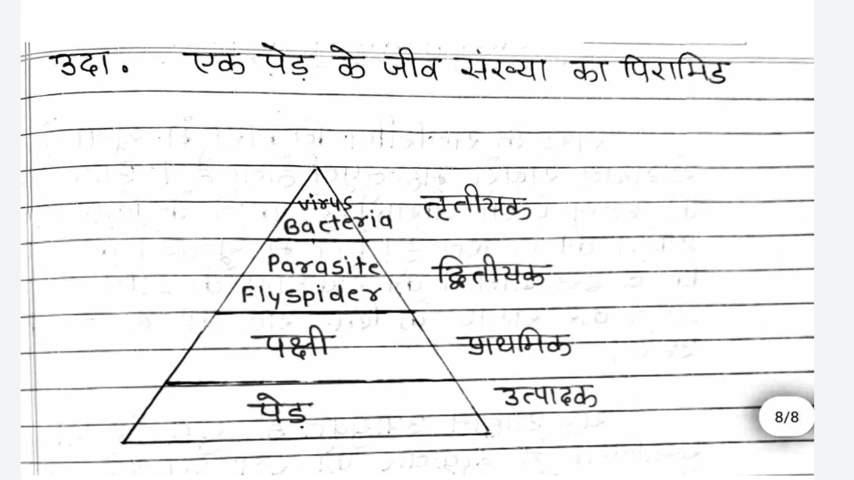 उदा. एक पेड़ के जीव संख्या का पिरामिड
virus
Bacteria तृतीयक
Parasite
Flyspider द्वितीयक
पक्षी प्राथमिक
पेड़ उत्पादक
8/8